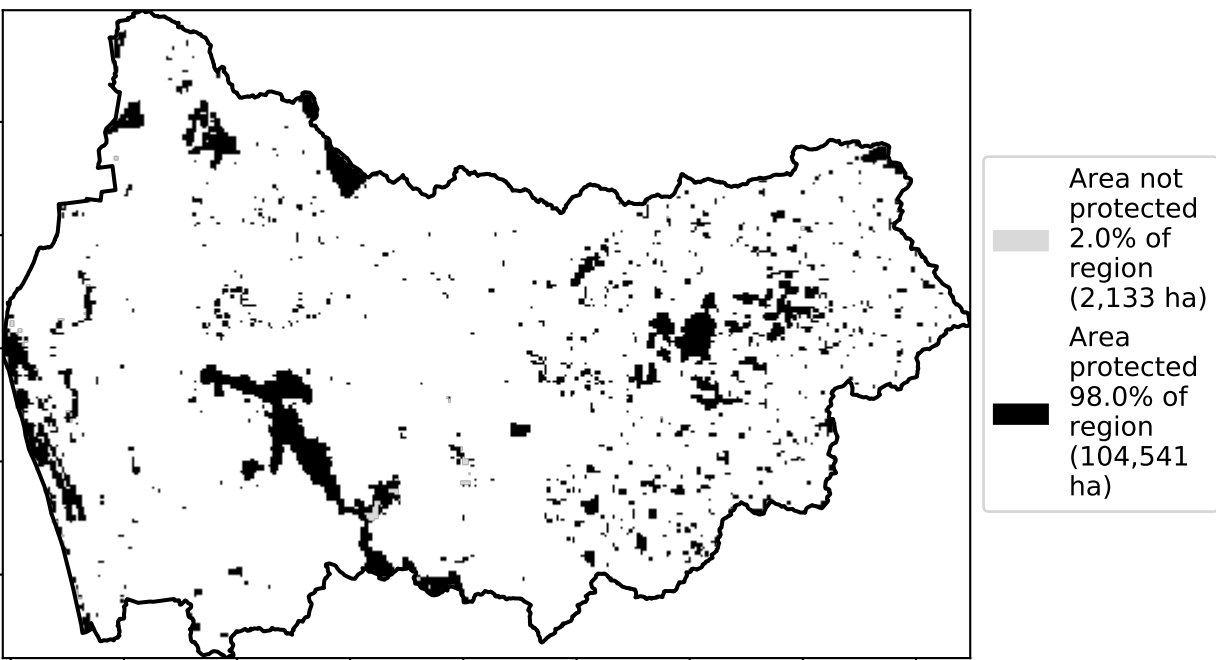 Area not
protected
2.0% of
region
(2,133 ha)
Area
protected
98.0% of
region
(104,541
ha)